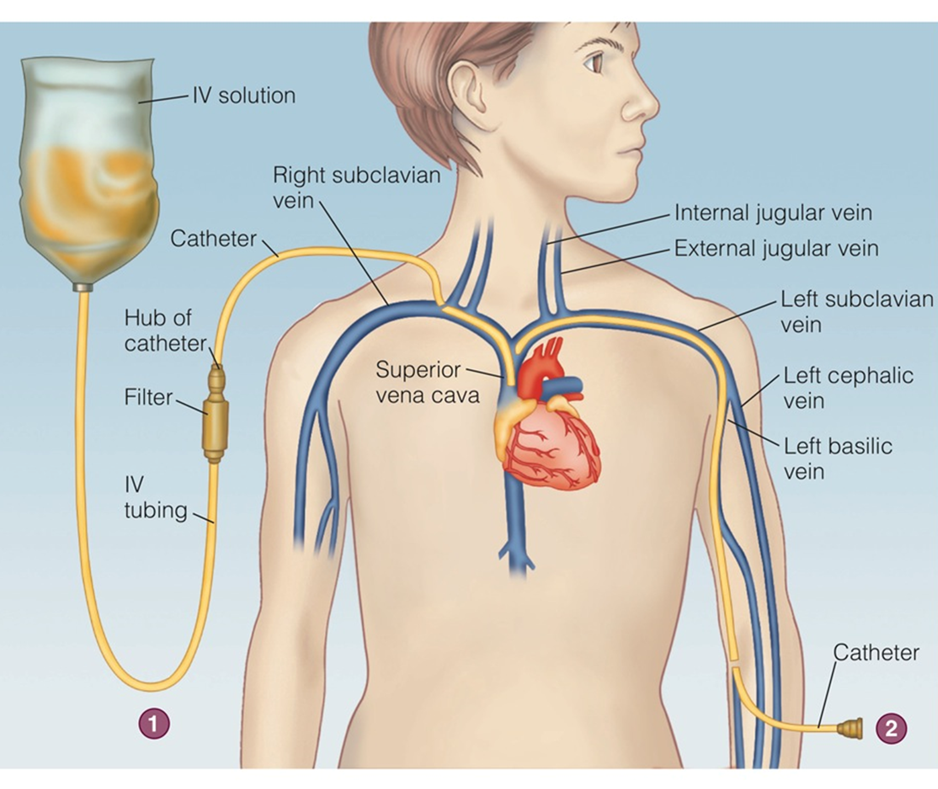 IV solution
Right subclavian
vein
Catheter
Internal jugular vein
External jugular vein
Left subclavian
vein
Hub of
catheter
Superior
vena cava
Left cephalic
vein
Filter
Left basilic
vein
IV
tubing
Catheter
1
2